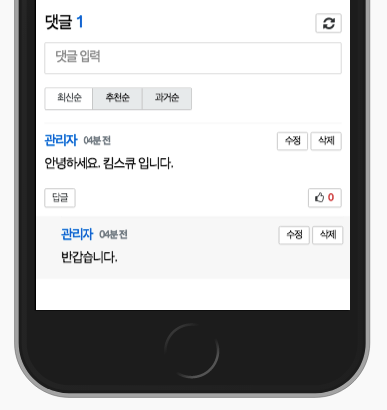 댓글 1
댓글 입력
최신순 추천순 과거순
관리자 04분 전 수정 삭제
안녕하세요. 킴스큐 입니다.
답글 0
관리자 04분 전 수정 삭제
반갑습니다.